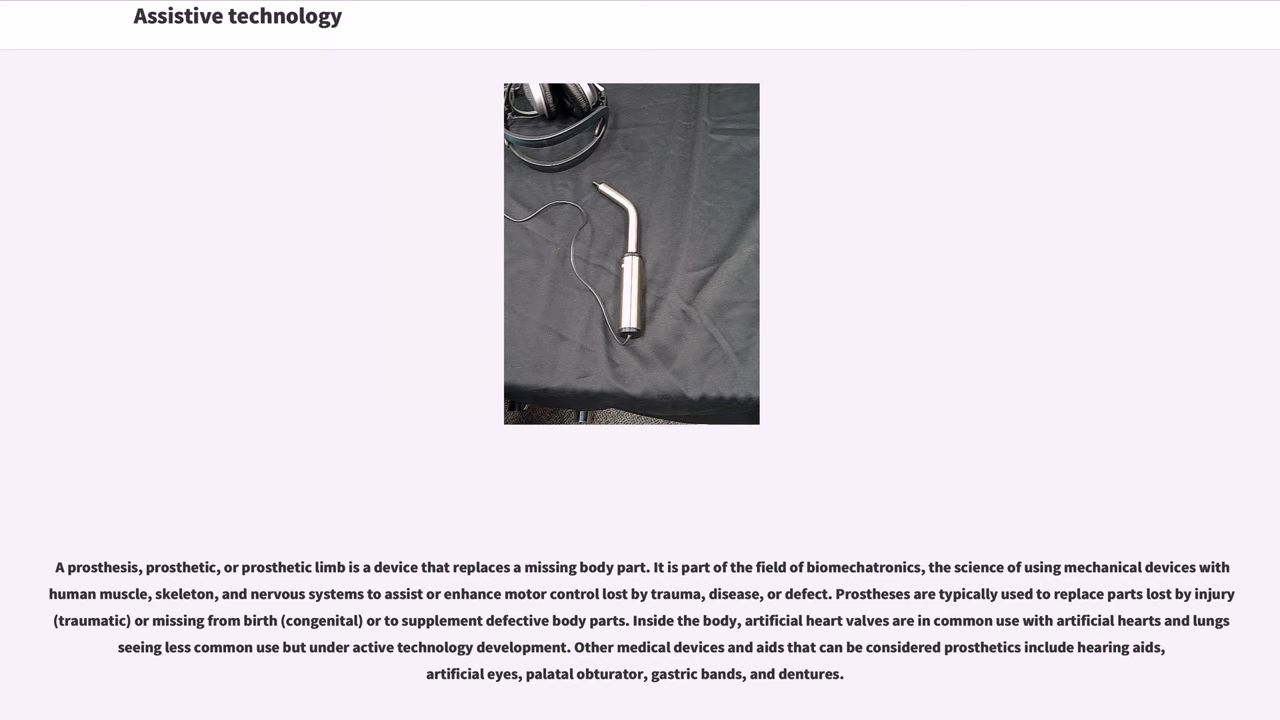 Assistive technology
A prosthesis, prosthetic, or prosthetic limb is a device that replaces a missing body part. It is part of the field of biomechatronics, the science of using mechanical devices with
human muscle, skeleton, and nervous systems to assist or enhance motor control lost by trauma, disease, or defect. Prostheses are typically used to replace parts lost by injury
(traumatic) or missing from birth (congenital) or to supplement defective body parts. Inside the body, artificial heart valves are in common use with artificial hearts and lungs
seeing less common use but under active technology development. Other medical devices and aids that can be considered prosthetics include hearing aids,
artificial eyes, palatal obturator, gastric bands, and dentures.